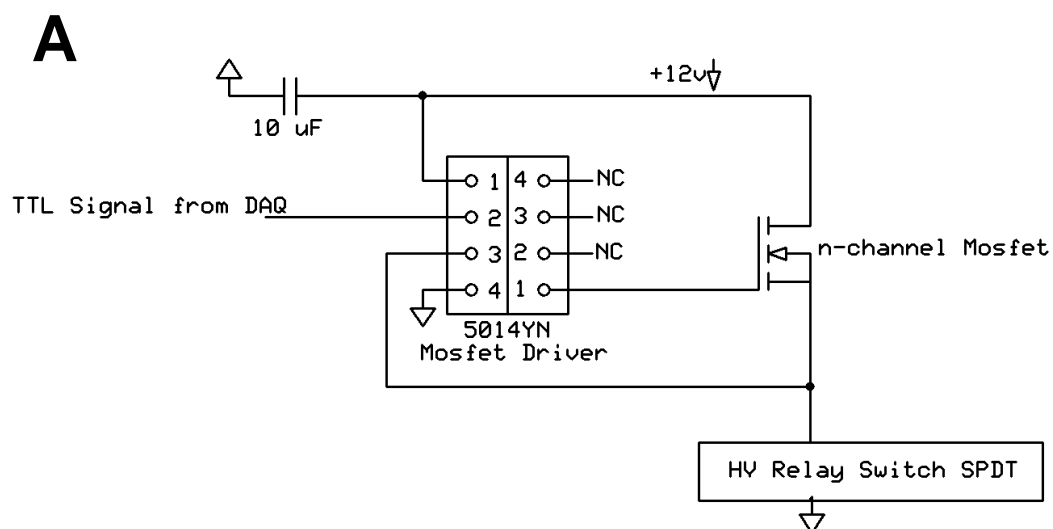 A
+12v
10 uF
1 4 NC
TTL Signal from DAQ
2 3 NC
3 2 NC
n-channel Mosfet
4 1
5014YN
Mosfet Driver
HV Relay Switch SPDT